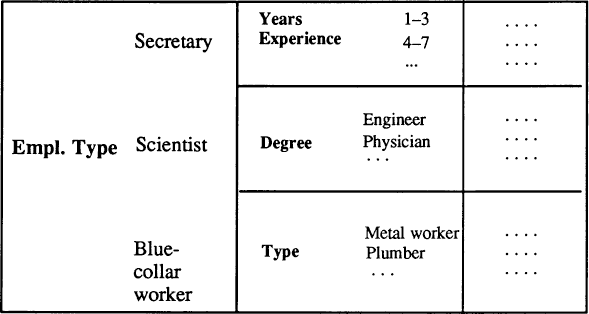 Years 1–3 ....
Secretary Experience 4–7 ....
... ....
Engineer ....
Empl. Type Scientist Degree Physician ....
... ....
Metal worker ....
Blue- Type Plumber ....
collar ... ....
worker